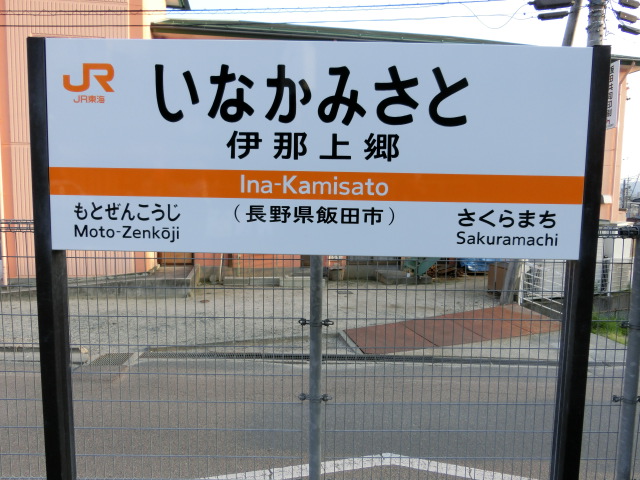 JR
JR東海
いなかみさと
伊那上郷
Ina-Kamisato
もとぜんこうじ
Moto-Zenkōji
（長野県飯田市）
さくらまち
Sakuramachi